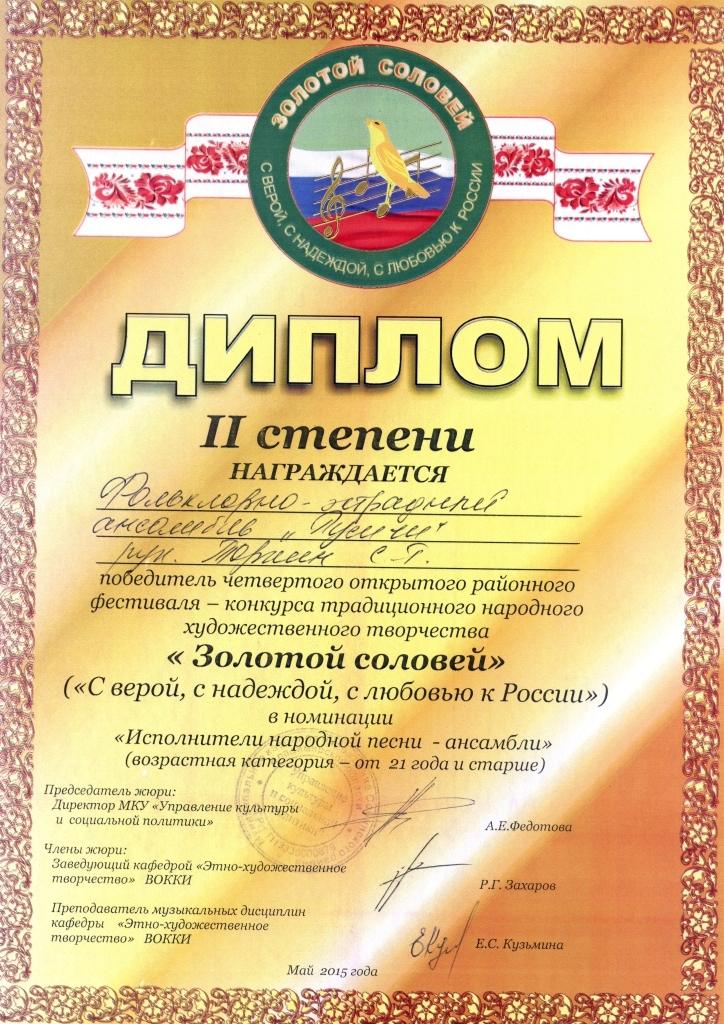 ЗОЛОТОЙ СОЛОВЕЙ
С ВЕРОЙ, С НАДЕЖДОЙ, С ЛЮБОВЬЮ К РОССИИ
ДИПЛОМ
II степени
НАГРАЖДАЕТСЯ
Фольклорно-эстрадный
ансамбль „Русичи"
рук. С.Г.
победитель четвертого открытого районного
фестиваля – конкурса традиционного народного
художественного творчества
« Золотой соловей»
(«С верой, с надеждой, с любовью к России»)
в номинации
«Исполнители народной песни - ансамбли»
(возрастная категория – от 21 года и старше)
Председатель жюри:
Директор МКУ «Управление культуры
и социальной политики»
А.Е.Федотова
Члены жюри:
Заведующий кафедрой «Этно-художественное
творчество» ВОККИ
Р.Г. Захаров
Преподаватель музыкальных дисциплин
кафедры «Этно-художественное
творчество» ВОККИ
Е.С. Кузьмина
Май 2015 года